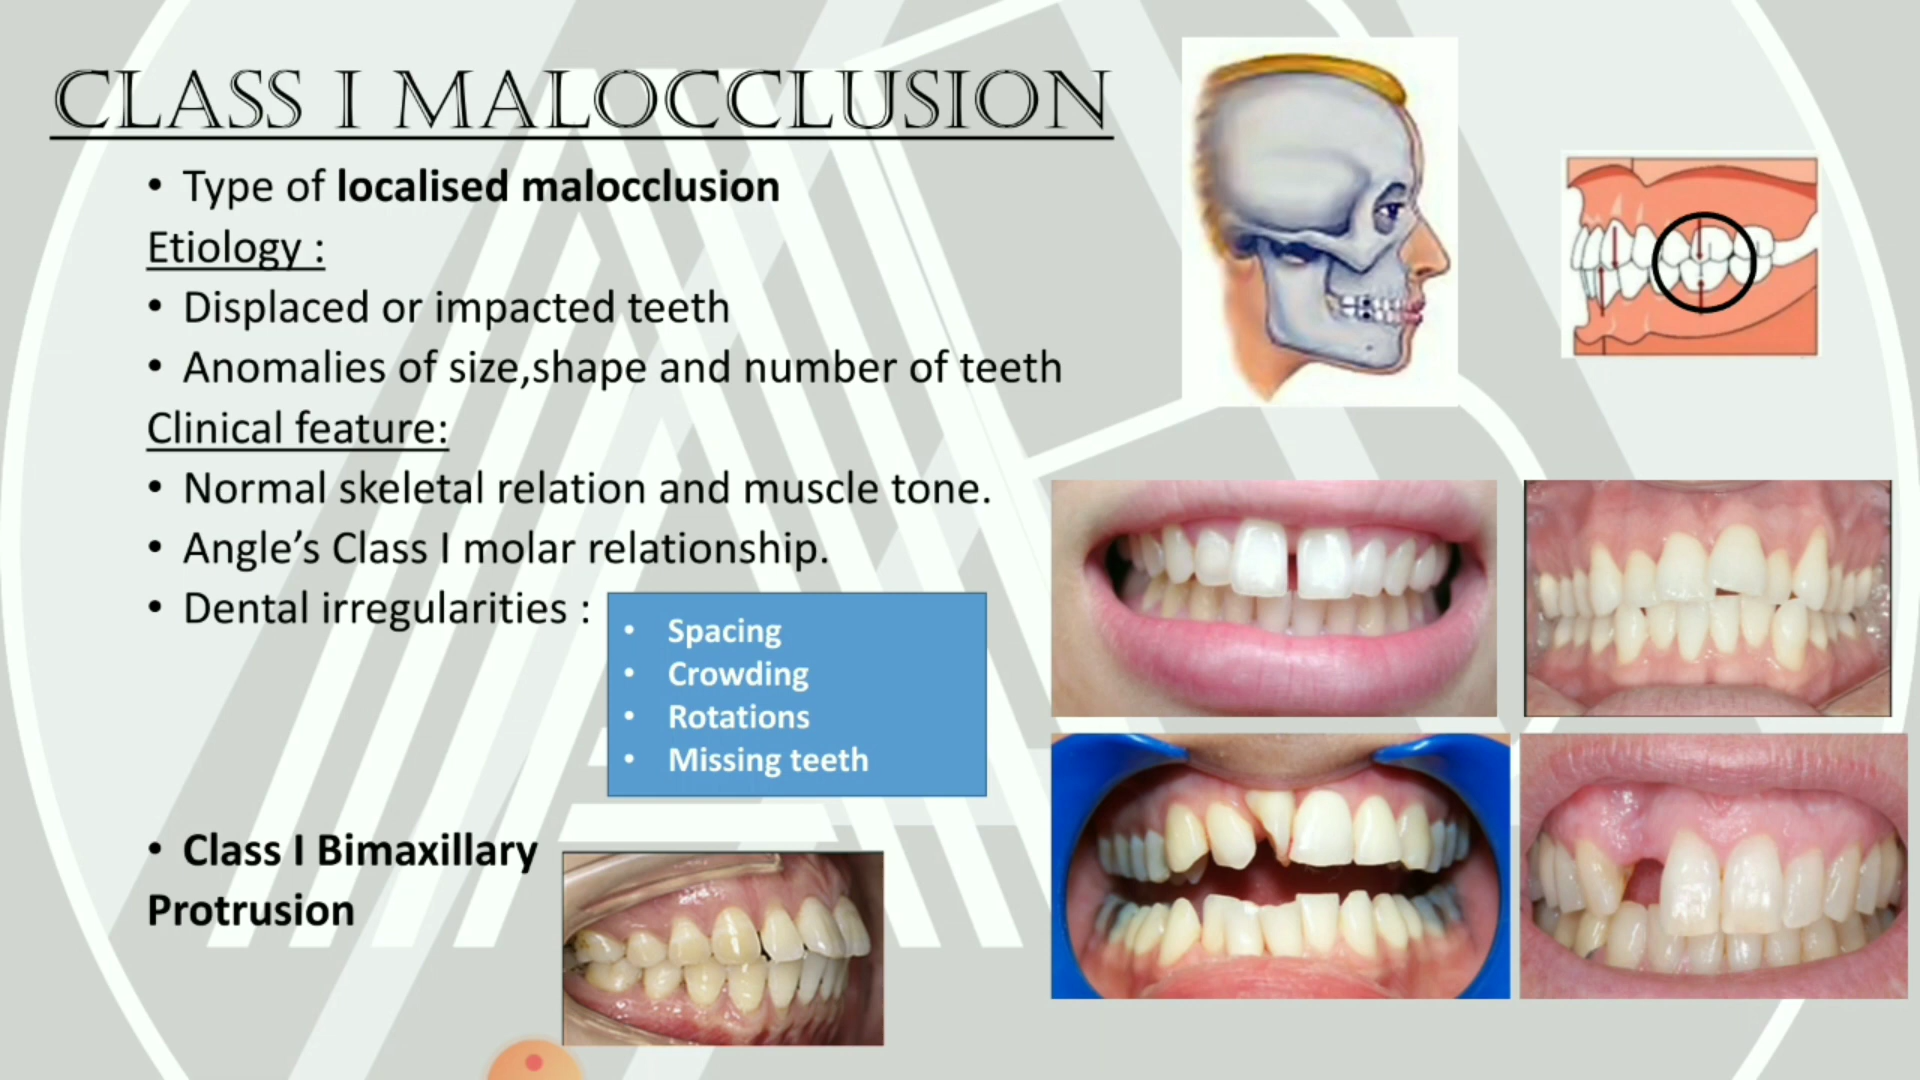 CLASS I MALOCCLUSION
• Type of localised malocclusion
Etiology :
• Displaced or impacted teeth
• Anomalies of size,shape and number of teeth
Clinical feature:
• Normal skeletal relation and muscle tone.
• Angle’s Class I molar relationship.
• Dental irregularities :
• Spacing
• Crowding
• Rotations
• Missing teeth
• Class I Bimaxillary
Protrusion